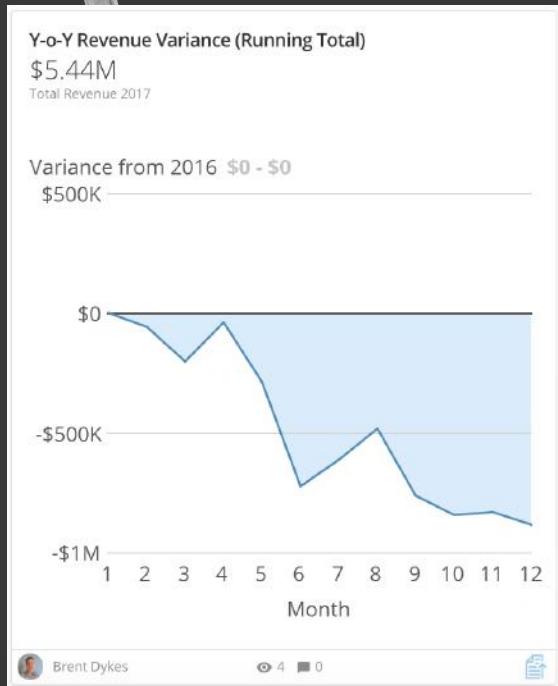 Y-o-Y Revenue Variance (Running Total)
$5.44M
Total Revenue 2017
Variance from 2016 $0 - $0
$500K
$0
-$500K
-$1M
1 2 3 4 5 6 7 8 9 10 11 12
Month
Brent Dykes 4 0